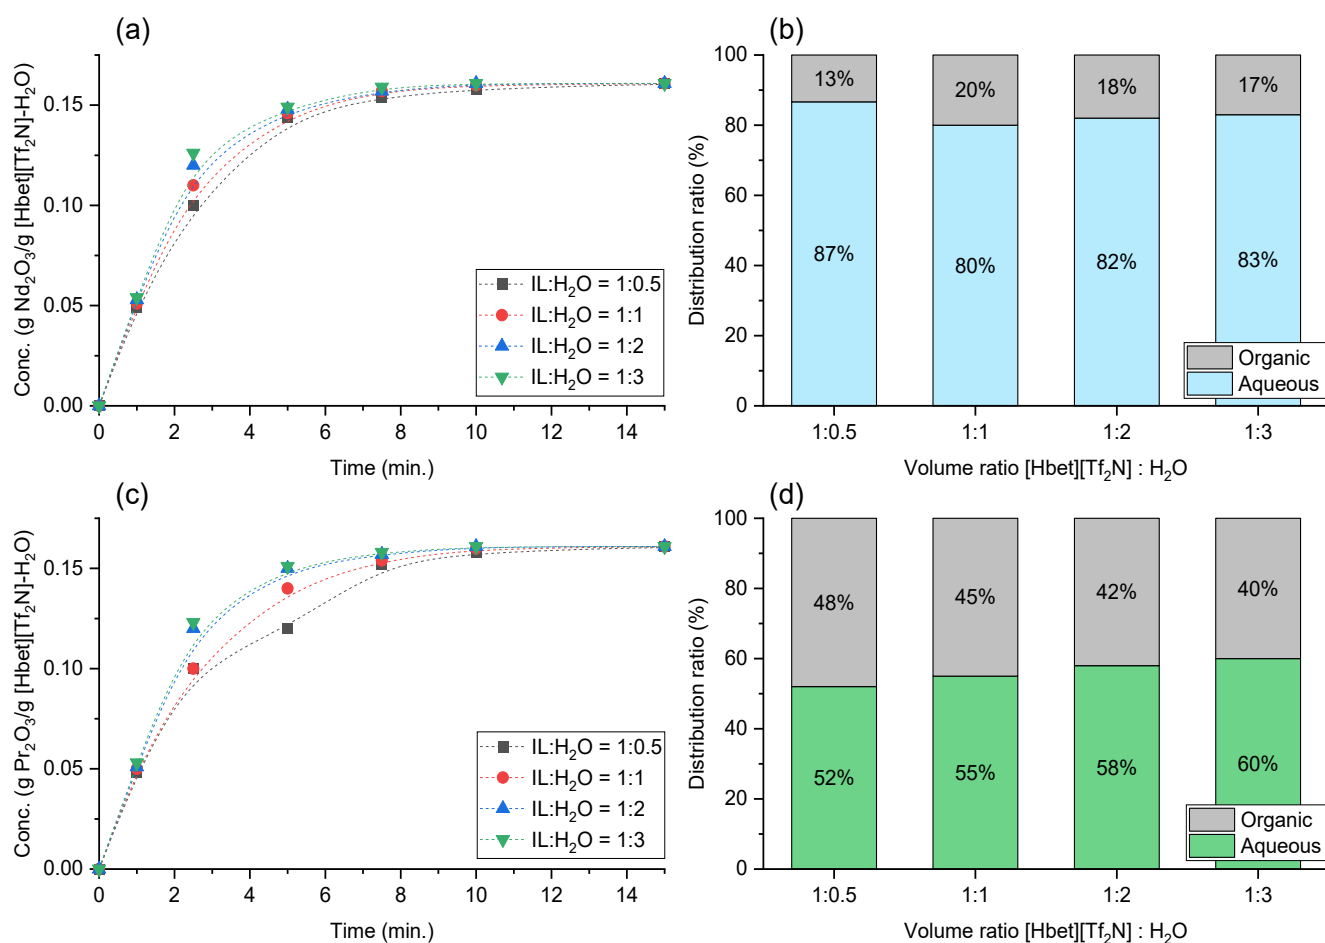 (a)
Conc. (g Nd₂O₃/g [Hbet][Tf₂N]-H₂O)
0.15
0.10
0.05
0.00
IL:H₂O = 1:0.5
IL:H₂O = 1:1
IL:H₂O = 1:2
IL:H₂O = 1:3
0 2 4 6 8 10 12 14
Time (min.)
(b)
Distribution ratio (%)
100
80
60
40
20
0
13% 20% 18% 17%
87% 80% 82% 83%
Organic
Aqueous
1:0.5 1:1 1:2 1:3
Volume ratio [Hbet][Tf₂N] : H₂O
(c)
Conc. (g Pr₂O₃/g [Hbet][Tf₂N]-H₂O)
0.15
0.10
0.05
0.00
IL:H₂O = 1:0.5
IL:H₂O = 1:1
IL:H₂O = 1:2
IL:H₂O = 1:3
0 2 4 6 8 10 12 14
Time (min.)
(d)
Distribution ratio (%)
100
80
60
40
20
0
48% 45% 42% 40%
52% 55% 58% 60%
Organic
Aqueous
1:0.5 1:1 1:2 1:3
Volume ratio [Hbet][Tf₂N] : H₂O